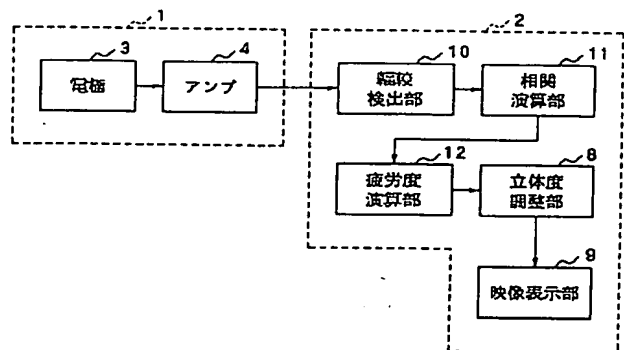 1
2
3
4
電極
アンプ
10
11
輻輳
検出部
相関
演算部
12
8
疲労度
演算部
立体度
調整部
9
映像表示部